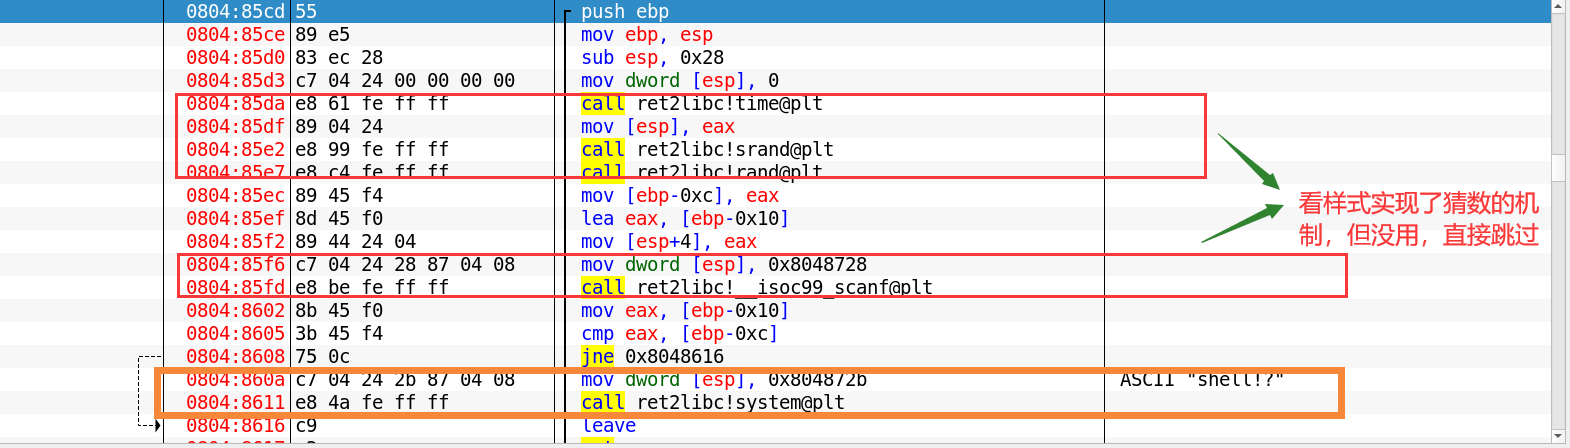 0804:85cd 55 push ebp
0804:85ce 89 e5 mov ebp, esp
0804:85d0 83 ec 28 sub esp, 0x28
0804:85d3 c7 04 24 00 00 00 00 mov dword [esp], 0
0804:85da e8 61 fe ff ff call ret2libc!time@plt
0804:85df 89 04 24 mov [esp], eax
0804:85e2 e8 99 fe ff ff call ret2libc!srand@plt
0804:85e7 e8 c4 fe ff ff call ret2libc!rand@plt
0804:85ec 89 45 f4 mov [ebp-0xc], eax
0804:85ef 8d 45 f0 lea eax, [ebp-0x10]
0804:85f2 89 44 24 04 mov [esp+4], eax
0804:85f6 c7 04 24 28 87 04 08 mov dword [esp], 0x8048728
0804:85fd e8 be fe ff ff call ret2libc!__isoc99_scanf@plt
0804:8602 8b 45 f0 mov eax, [ebp-0x10]
0804:8605 3b 45 f4 cmp eax, [ebp-0xc]
0804:8608 75 0c jne 0x8048616
0804:860a c7 04 24 2b 87 04 08 mov dword [esp], 0x804872b ASCII "shell!?"
0804:8611 e8 4a fe ff ff call ret2libc!system@plt
0804:8616 c9 leave
看样式实现了猜数的机
制，但没用，直接跳过